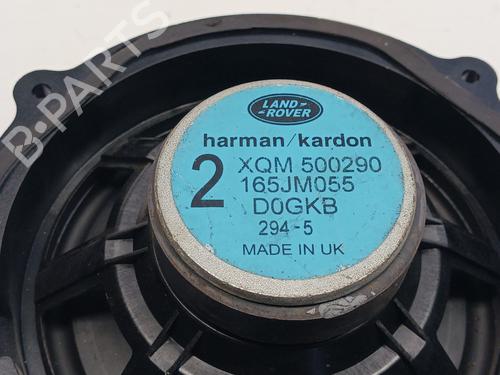 B-PARTS
LAND-
ROVER
harman/kardon
2
XQM 500290
165JM055
D0GKB
294-5
MADE IN UK